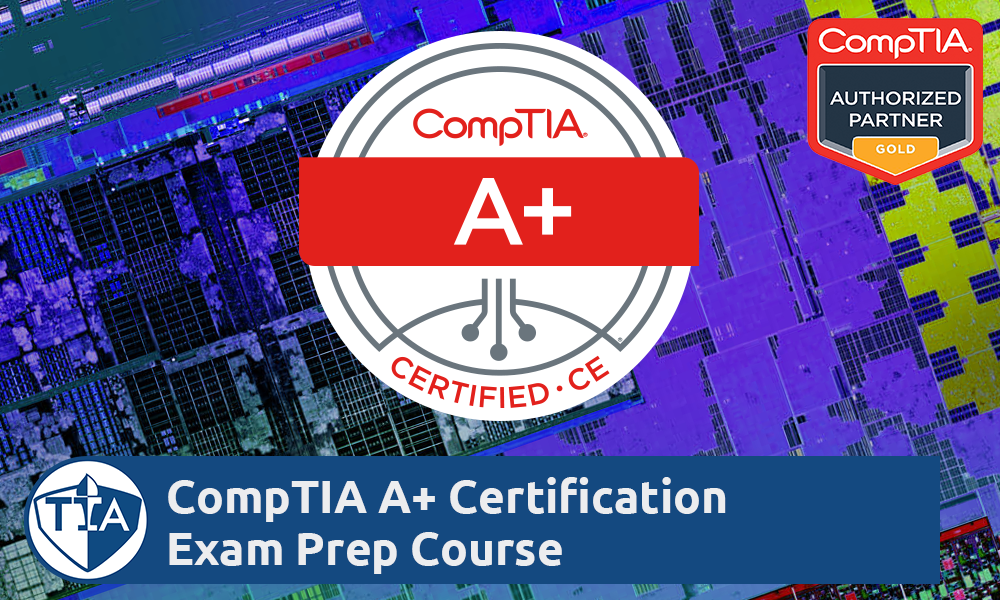 CompTIA®
A+
CERTIFIED • CE
®
CompTIA®
AUTHORIZED
PARTNER
GOLD
TIA
CompTIA A+ Certification
Exam Prep Course